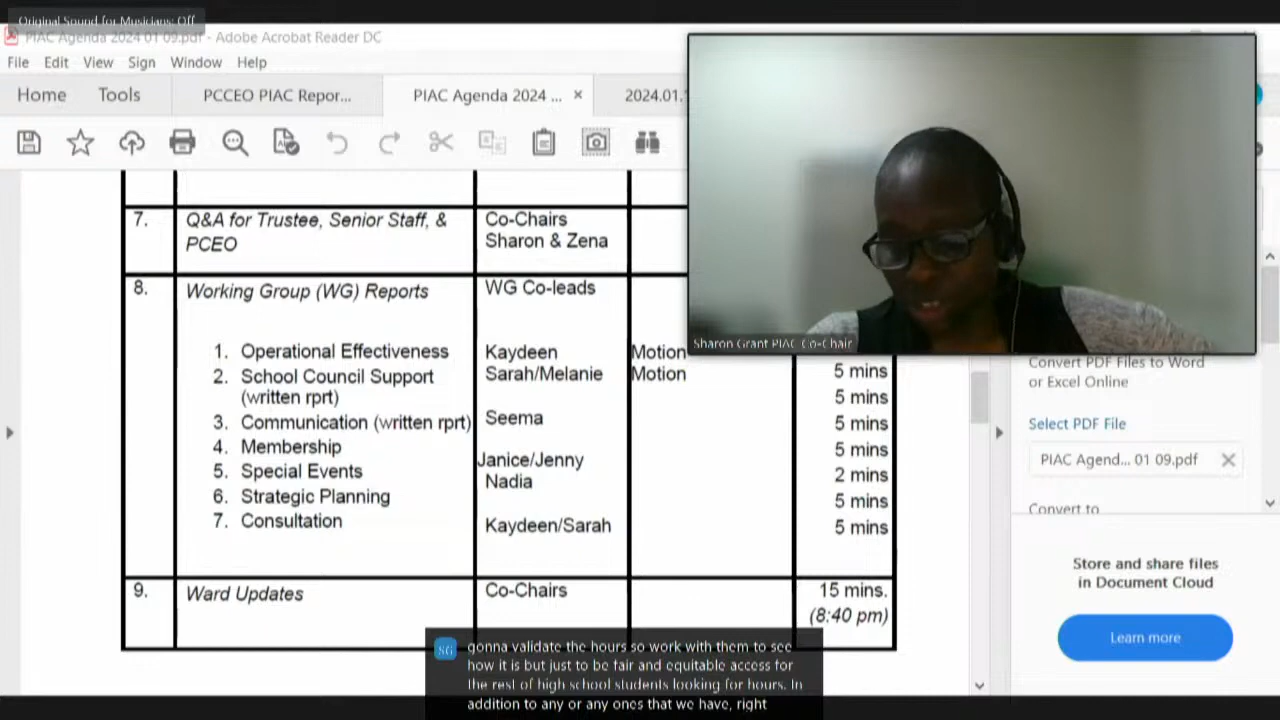 Original Sound for Musicians: Off
PIAC Agenda 2024 01 09.pdf - Adobe Acrobat Reader DC
File Edit View Sign Window Help
Home Tools PCCEO PIAC Repor... PIAC Agenda 2024 ... × 2024.01.
7. Q&A for Trustee, Senior Staff, & PCEO
Co-Chairs
Sharon & Zena
8. Working Group (WG) Reports
WG Co-leads
1. Operational Effectiveness
2. School Council Support
(written rprt)
3. Communication (written rprt)
4. Membership
5. Special Events
6. Strategic Planning
7. Consultation
Kaydeen
Sarah/Melanie
Seema
Janice/Jenny
Nadia
Kaydeen/Sarah
Motion
Motion
5 mins
5 mins
5 mins
5 mins
2 mins
5 mins
5 mins
9. Ward Updates
Co-Chairs
15 mins.
(8:40 pm)
Sharon Grant PIAC Co-Chair
Convert PDF Files to Word
or Excel Online
Select PDF File
PIAC Agend... 01 09.pdf
Convert to
Store and share files
in Document Cloud
Learn more
SG
gonna validate the hours so work with them to see
how it is but just to be fair and equitable access for
the rest of high school students looking for hours. In
addition to any or any ones that we have, right